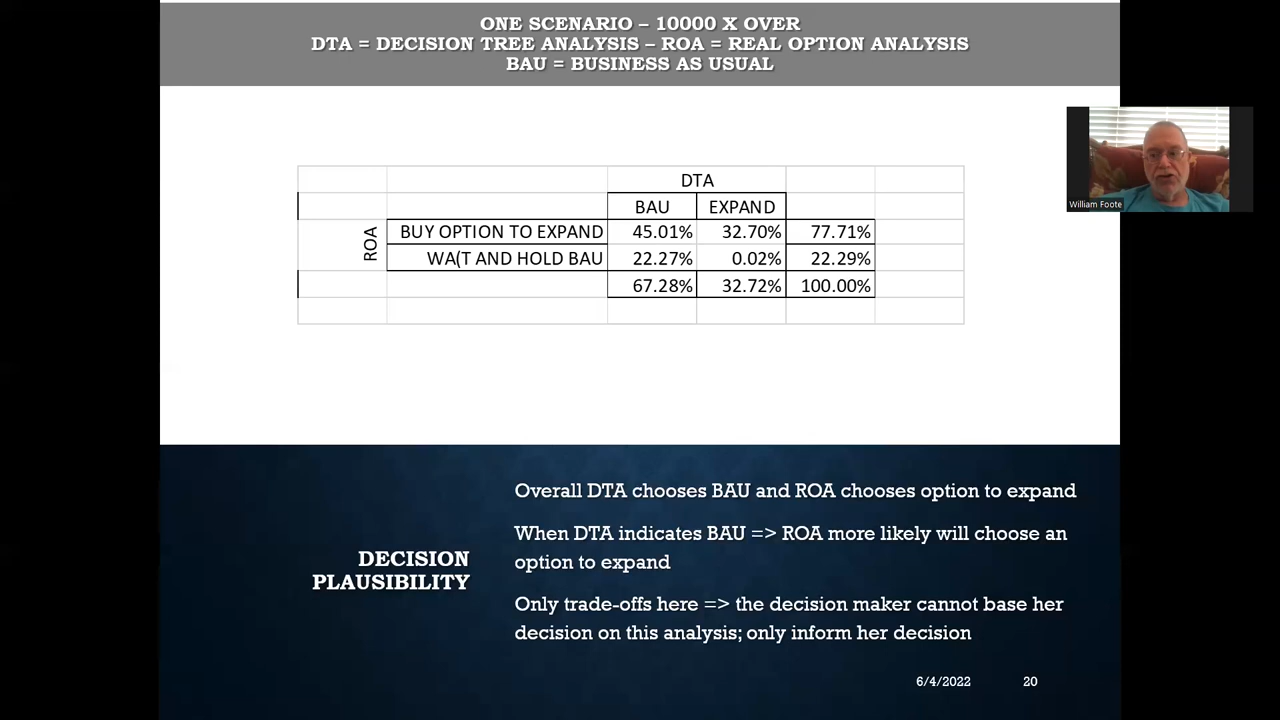 ONE SCENARIO – 10000 X OVER
DTA = DECISION TREE ANALYSIS – ROA = REAL OPTION ANALYSIS
BAU = BUSINESS AS USUAL
William Foote
DTA
BAU EXPAND
ROA
BUY OPTION TO EXPAND 45.01% 32.70% 77.71%
WA(T AND HOLD BAU 22.27% 0.02% 22.29%
67.28% 32.72% 100.00%
DECISION
PLAUSIBILITY
Overall DTA chooses BAU and ROA chooses option to expand
When DTA indicates BAU => ROA more likely will choose an
option to expand
Only trade-offs here => the decision maker cannot base her
decision on this analysis; only inform her decision
6/4/2022 20